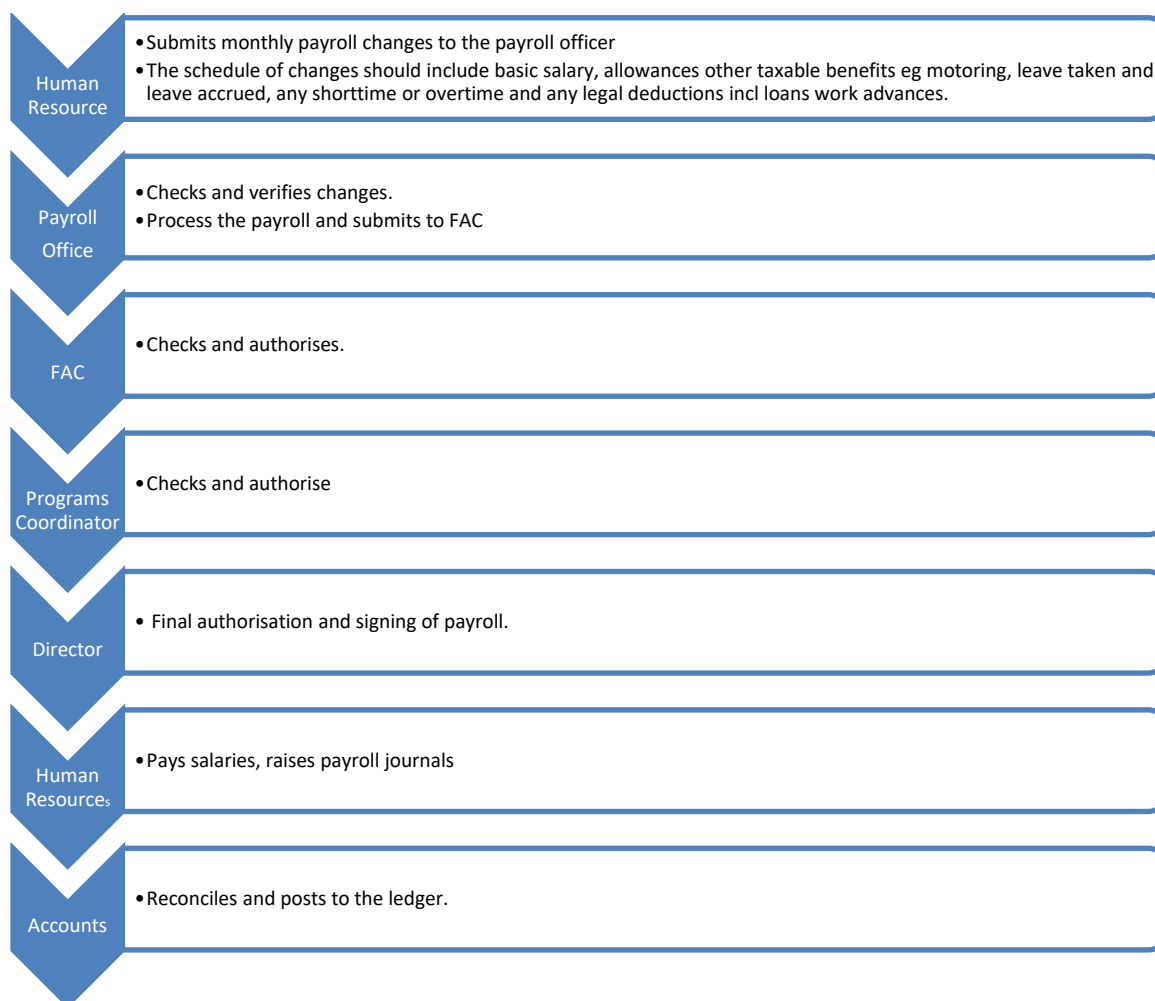 Human
Resource
•Submits monthly payroll changes to the payroll officer
•The schedule of changes should include basic salary, allowances other taxable benefits eg motoring, leave taken and
leave accrued, any shorttime or overtime and any legal deductions incl loans work advances.
Payroll
Office
•Checks and verifies changes.
•Process the payroll and submits to FAC
FAC
•Checks and authorises.
Programs
Coordinator
•Checks and authorise
Director
• Final authorisation and signing of payroll.
Human
Resources
•Pays salaries, raises payroll journals
Accounts
•Reconciles and posts to the ledger.